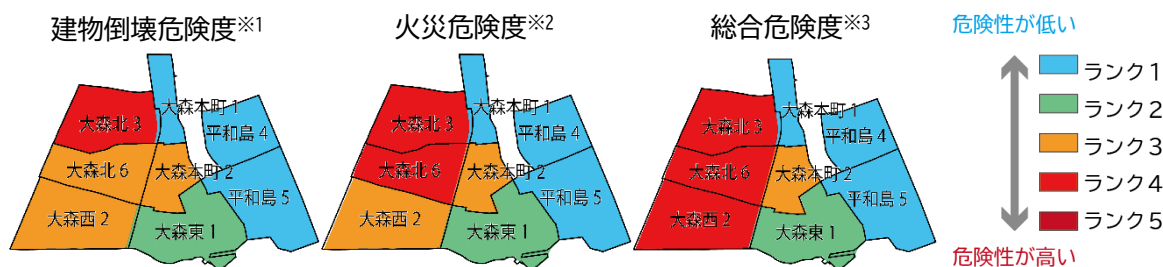 建物倒壊危険度※1
大森本町1
大森北3
平和島4
大森北6
大森本町2
平和島5
大森西2
大森東1
火災危険度※2
大森本町1
大森北3
平和島4
大森北6
大森本町2
平和島5
大森西2
大森東1
総合危険度※3
大森本町1
大森北3
平和島4
大森北6
大森本町2
平和島5
大森西2
大森東1
危険性が低い
ランク1
ランク2
ランク3
ランク4
ランク5
危険性が高い